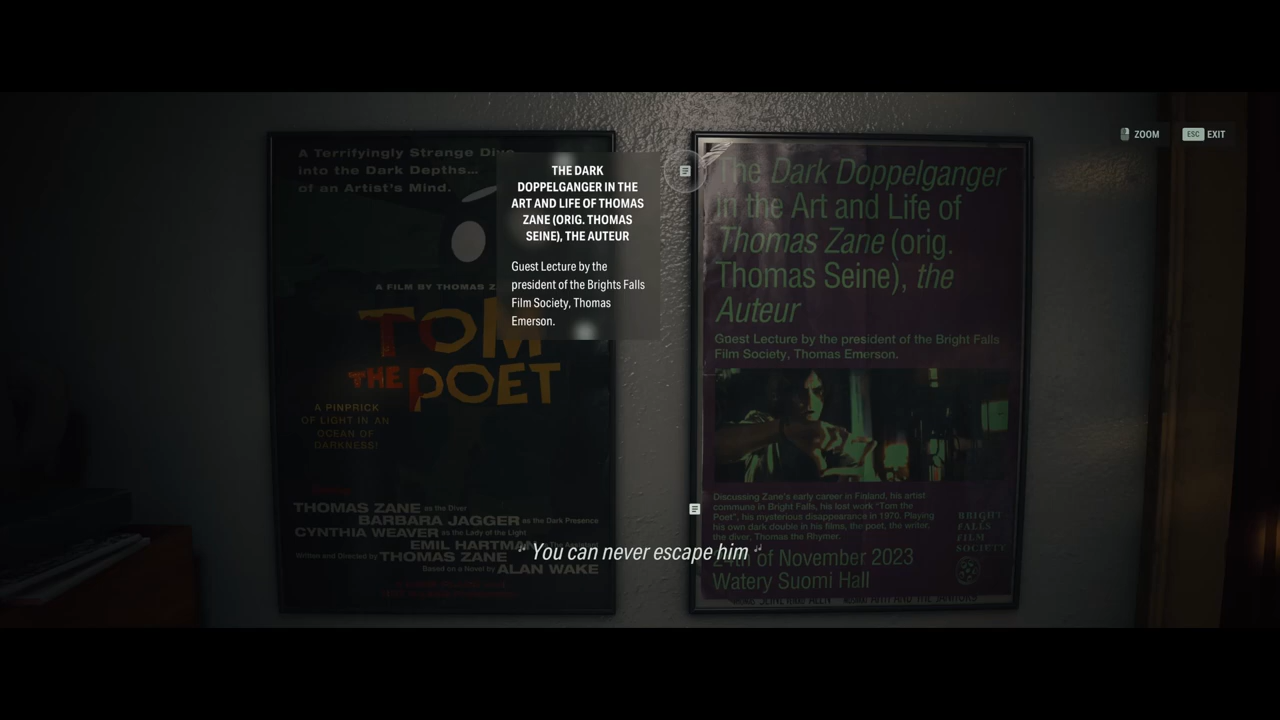 A Terrifyingly Strange Dive
into the Dark Depths...
of an Artist's Mind.
A FILM BY THOMAS Z
TOM
THE POET
A PINPRICK
OF LIGHT IN AN
OCEAN OF
DARKNESS!
THOMAS ZANE as the Diver
BARBARA JAGGER as the Dark Presence
CYNTHIA WEAVER as the Lady of the Light
EMIL HARTMA The Assistant
Written and Directed by THOMAS ZANE
Based on a Novel by ALAN WAKE
THE DARK
DOPPELGANGER IN THE
ART AND LIFE OF THOMAS
ZANE (ORIG. THOMAS
SEINE), THE AUTEUR
Guest Lecture by the
president of the Brights Falls
Film Society, Thomas
Emerson.
The Dark Doppelganger
in the Art and Life of
Thomas Zane (orig.
Thomas Seine), the
Auteur
Guest Lecture by the president of the Bright Falls
Film Society, Thomas Emerson.
Discussing Zane's early career in Finland, his artist
commune in Bright Falls, his lost work "Tom the
Poet", his mysterious disappearance in 1970. Playing
his own dark double in his films, the poet, the writer,
the diver, Thomas the Rhymer.
24th of November 2023
Watery Suomi Hall
BRIGHT
FALLS
FILM
SOCIETY
ZOOM
ESC EXIT
♫ You can never escape him ♫